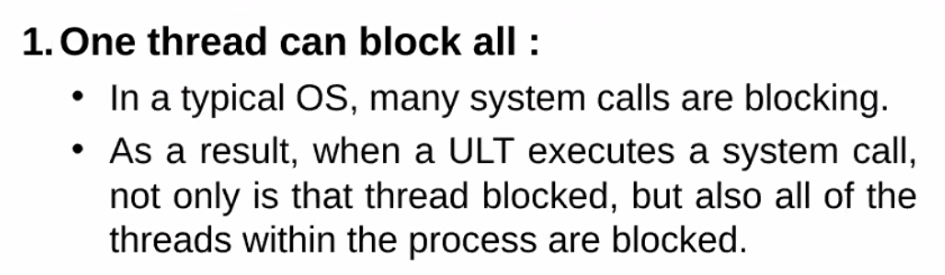 1. One thread can block all :
• In a typical OS, many system calls are blocking.
• As a result, when a ULT executes a system call,
not only is that thread blocked, but also all of the
threads within the process are blocked.